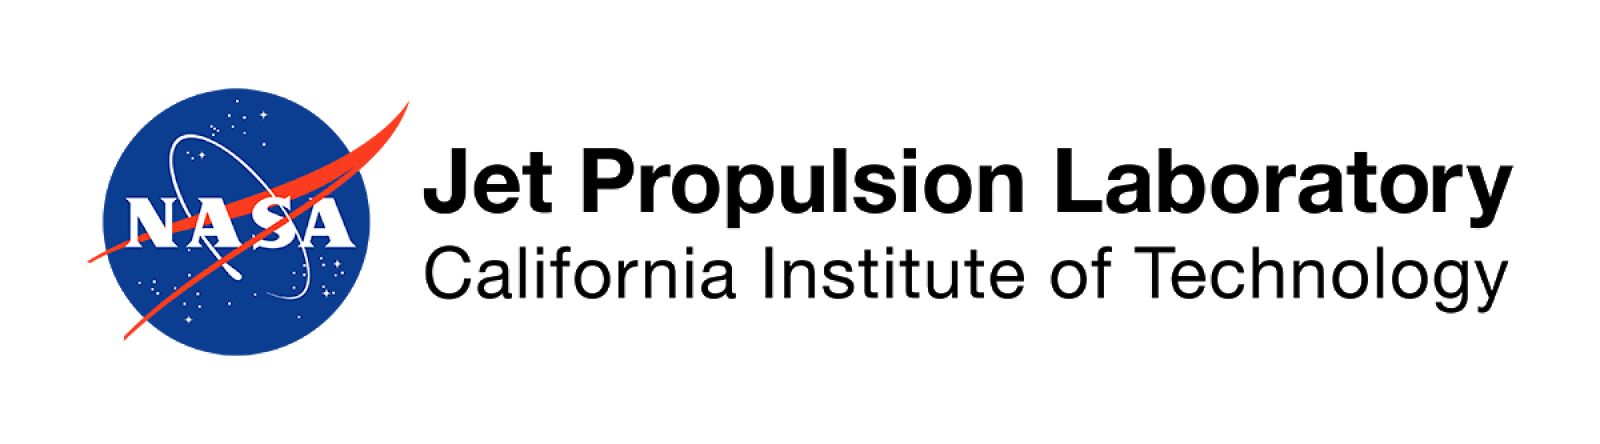 NASA
Jet Propulsion Laboratory
California Institute of Technology